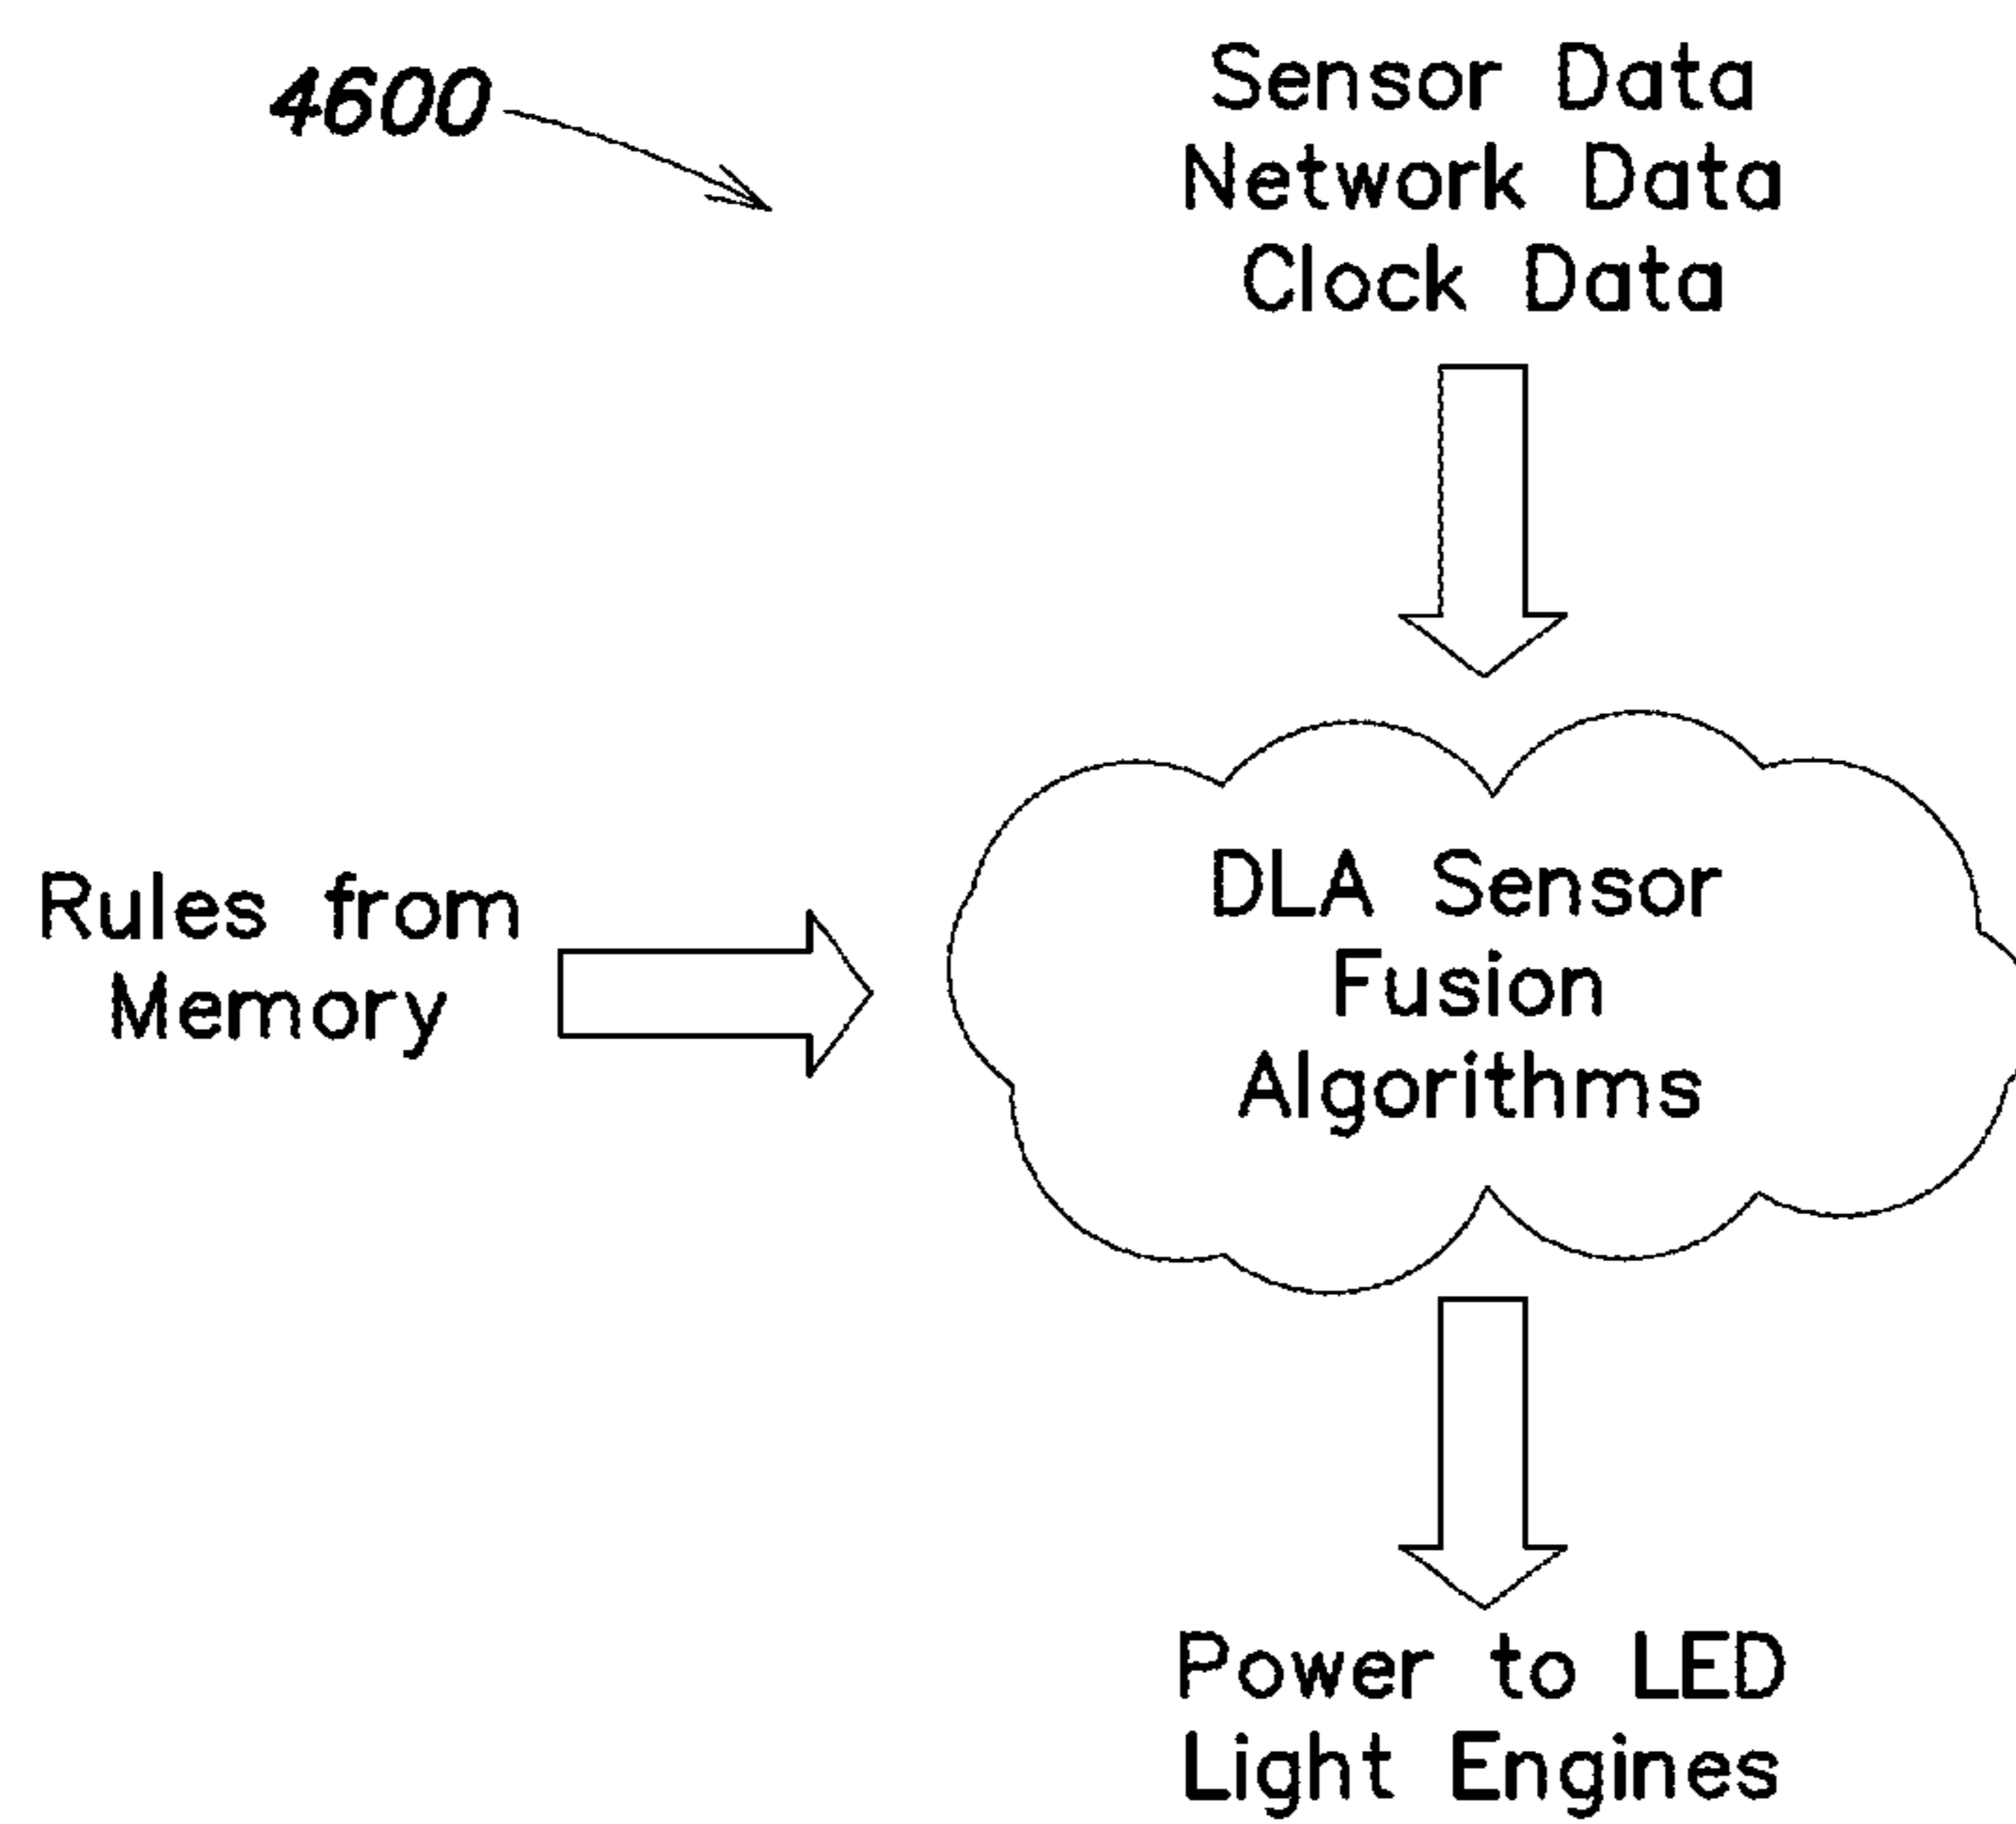 4600
Sensor Data
Network Data
Clock Data
Rules from
Memory
DLA Sensor
Fusion
Algorithms
Power to LED
Light Engines